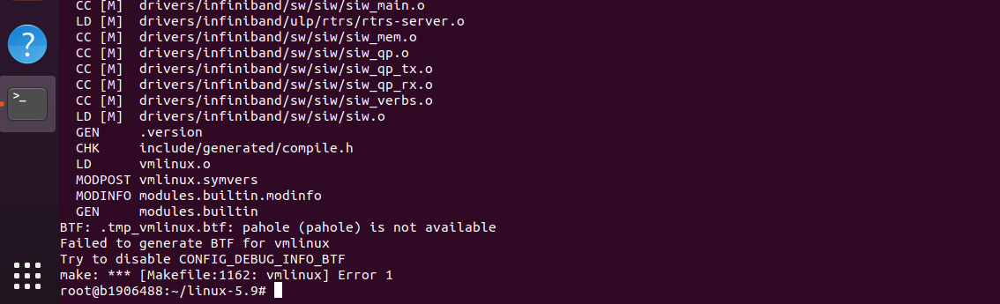 CC [M] drivers/infiniband/sw/siw/siw_main.o
LD [M] drivers/infiniband/ulp/rtrs/rtrs-server.o
CC [M] drivers/infiniband/sw/siw/siw_mem.o
CC [M] drivers/infiniband/sw/siw/siw_qp.o
CC [M] drivers/infiniband/sw/siw/siw_qp_tx.o
CC [M] drivers/infiniband/sw/siw/siw_qp_rx.o
CC [M] drivers/infiniband/sw/siw/siw_verbs.o
LD [M] drivers/infiniband/sw/siw/siw.o
GEN .version
CHK include/generated/compile.h
LD vmlinux.o
MODPOST vmlinux.symvers
MODINFO modules.builtin.modinfo
GEN modules.builtin
BTF: .tmp_vmlinux.btf: pahole (pahole) is not available
Failed to generate BTF for vmlinux
Try to disable CONFIG_DEBUG_INFO_BTF
make: *** [Makefile:1162: vmlinux] Error 1
root@b1906488:~/linux-5.9#